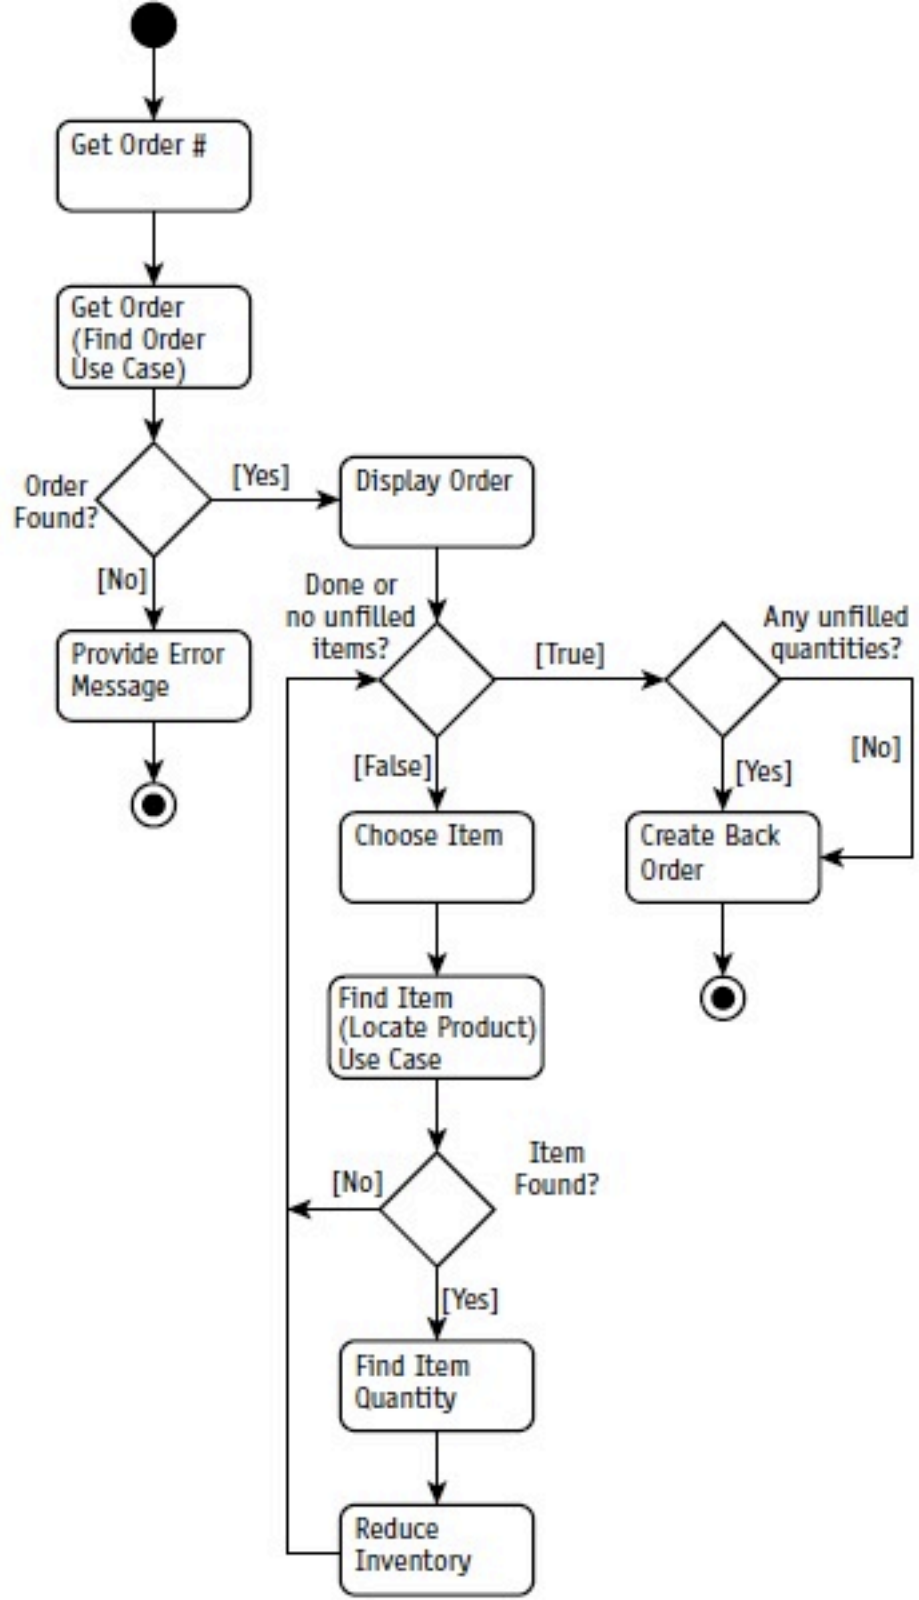 Get Order #
Get Order
(Find Order
Use Case)
Order
Found?
[Yes]
[No]
Display Order
Provide Error
Message
Done or
no unfilled
items?
[True]
[False]
Any unfilled
quantities?
[No]
[Yes]
Choose Item
Create Back
Order
Find Item
(Locate Product)
Use Case
[No]
Item
Found?
[Yes]
Find Item
Quantity
Reduce
Inventory